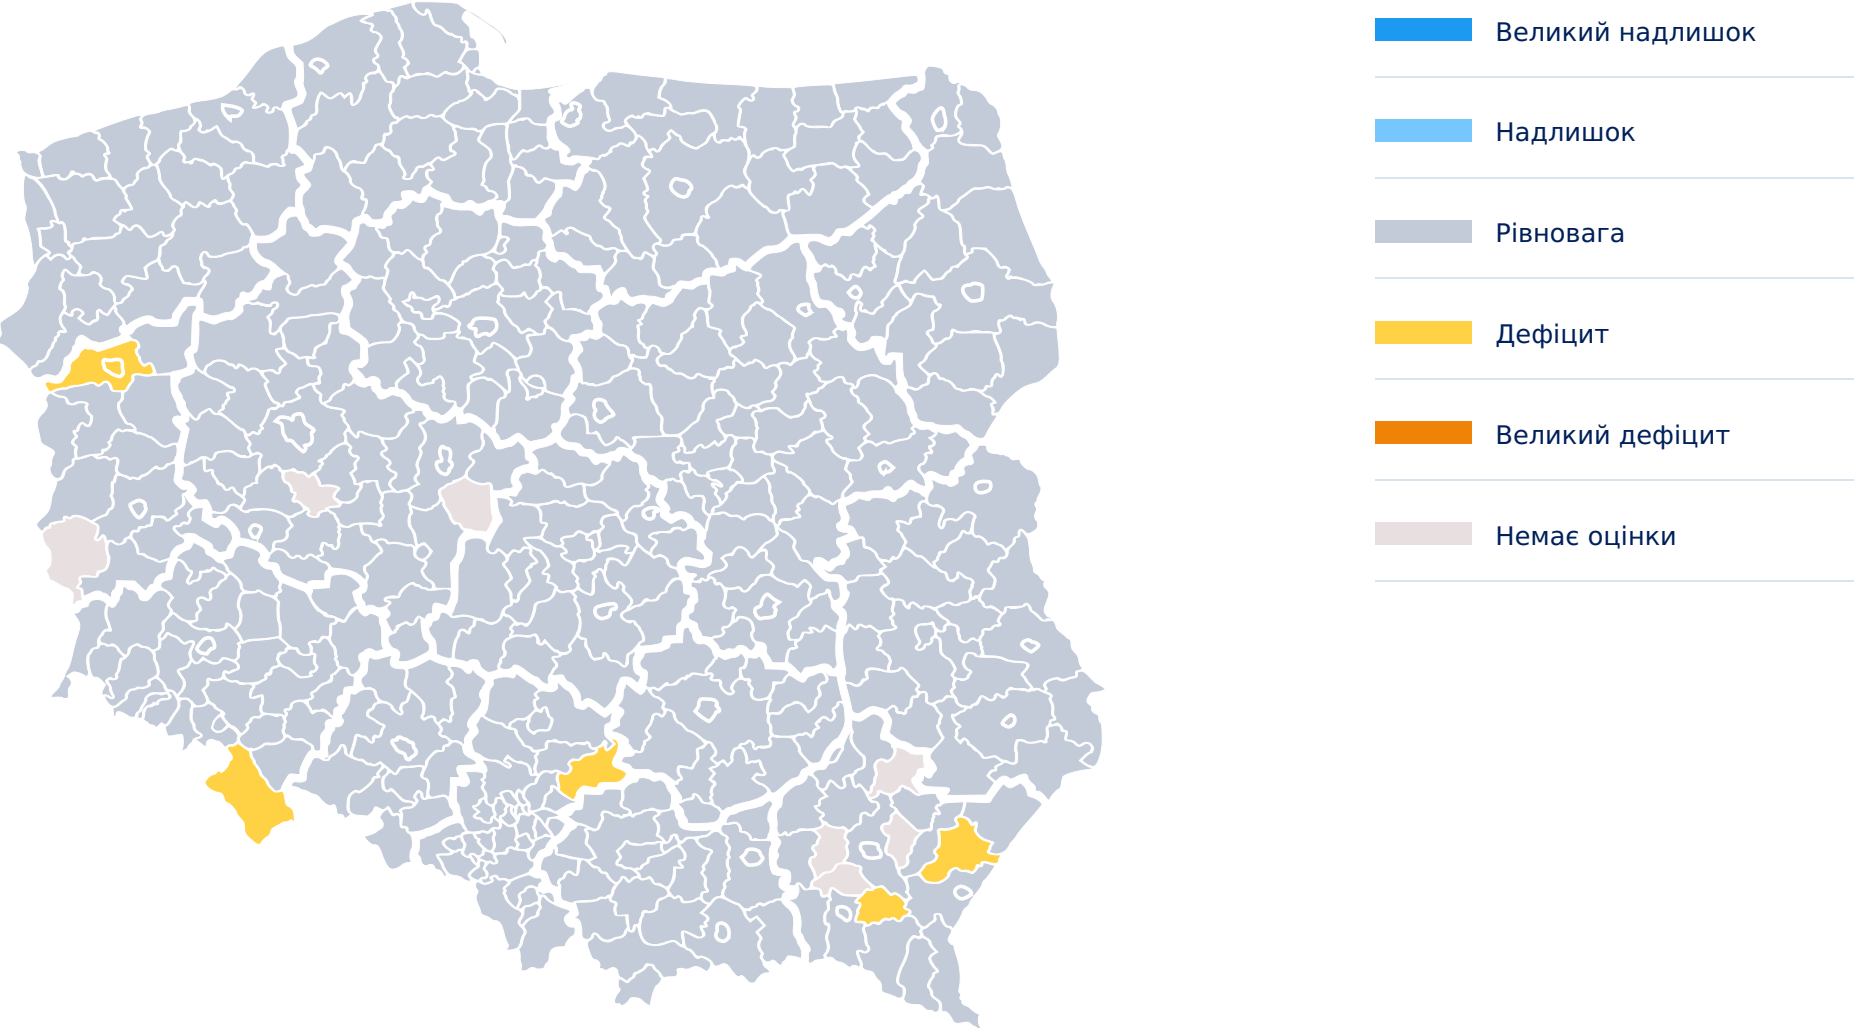 Великий надлишок
Надлишок
Рівновага
Дефіцит
Великий дефіцит
Немає оцінки